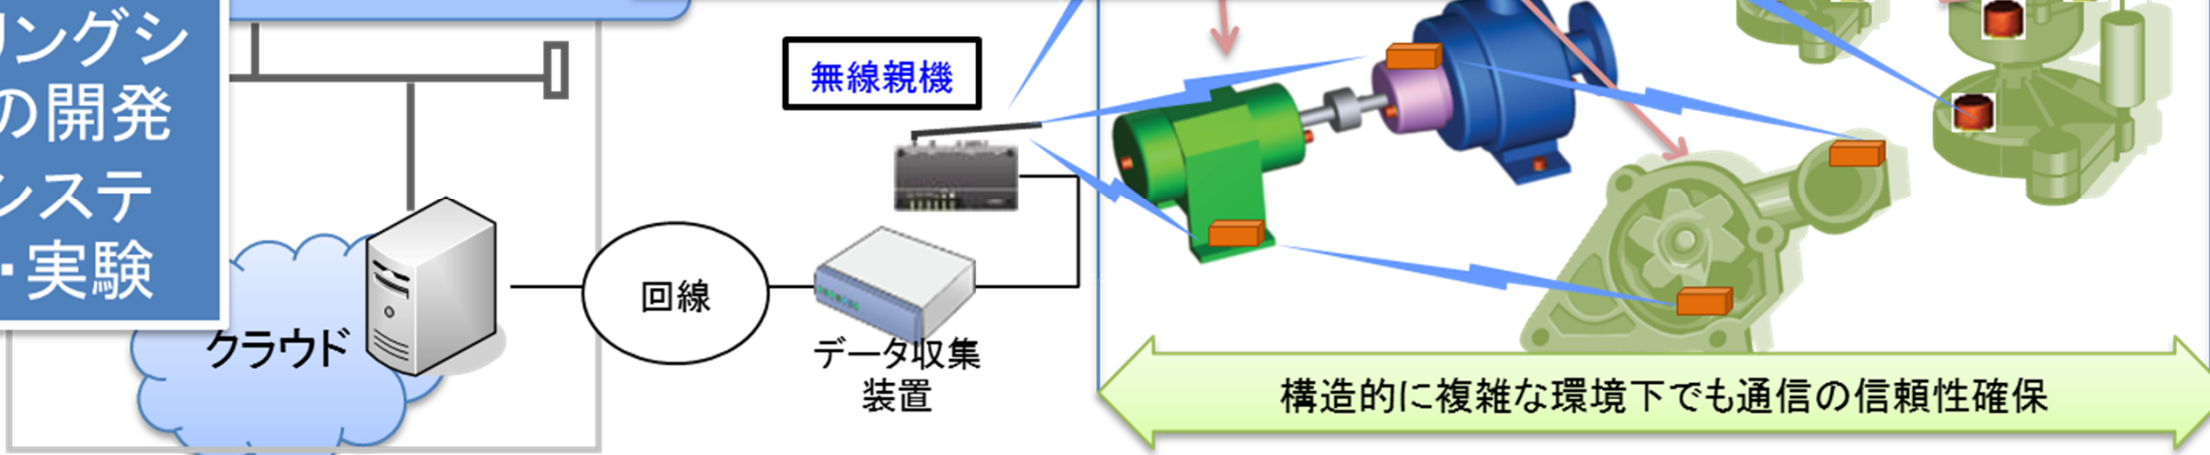 リングシ
の開発
システ
・実験
無線親機
クラウド
回線
データ収集
装置
構造的に複雑な環境下でも通信の信頼性確保